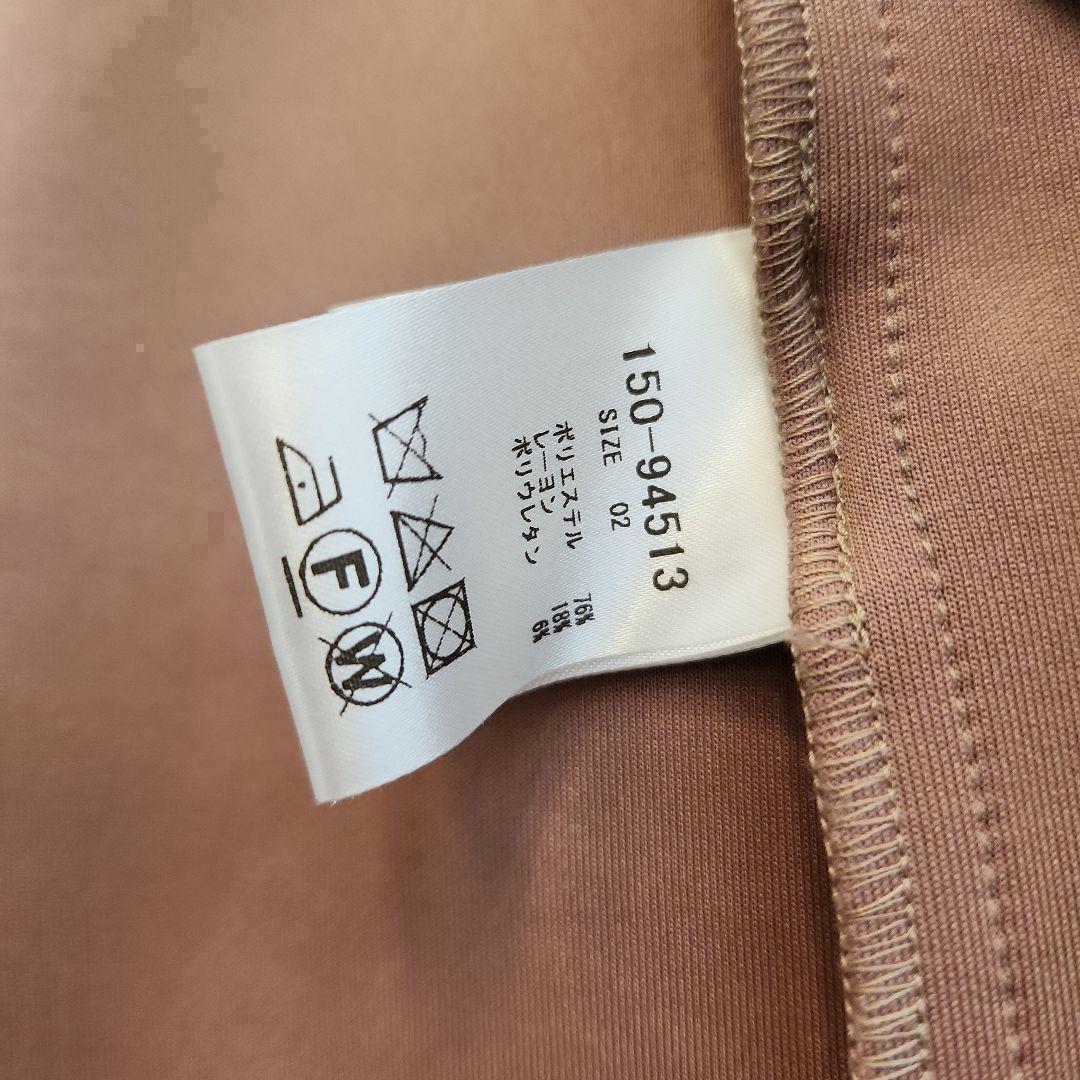 150-94513
SIZE 02
ポリエステル 76%
レーヨン 18%
ポリウレタン 6%
F
W